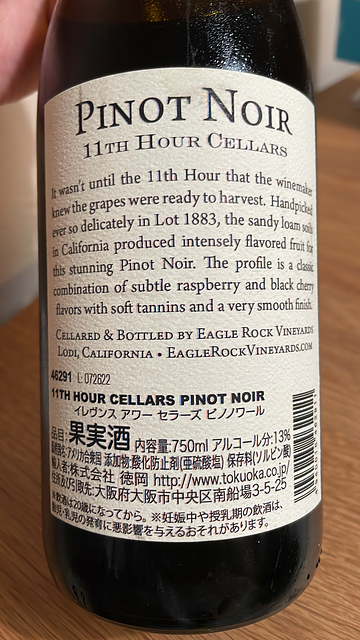 PINOT NOIR
11TH HOUR CELLARS
It wasn't until the 11th Hour that the winemaker
knew the grapes were ready to harvest. Handpicked
ever so delicately in Lot 1883, the sandy loam soils
in California produced intensely flavored fruit for
this stunning Pinot Noir. The profile is a classic
combination of subtle raspberry and black cherry
flavors with soft tannins and a very smooth finish.
CELLARED & BOTTLED BY EAGLE ROCK VINEYARDS
LODI, CALIFORNIA • EAGLEROCKVINEYARDS.COM
46291 L: 072622
11TH HOUR CELLARS PINOT NOIR
イレヴンス アワー セラーズ ピノノワール
品目:果実酒 内容量:750ml アルコール分:13%
原産国名:アメリカ合衆国 添加物:酸化防止剤(亜硫酸塩) 保存料(ソルビン酸)
輸入者:株式会社 徳岡 http://www.tokuoka.co.jp/
住所及び引取先:大阪府大阪市中央区南船場3-5-25
※飲酒は20歳になってから。※妊娠中や授乳期の飲酒は、
胎児・乳児の発育に悪影響を与えるおそれがあります。